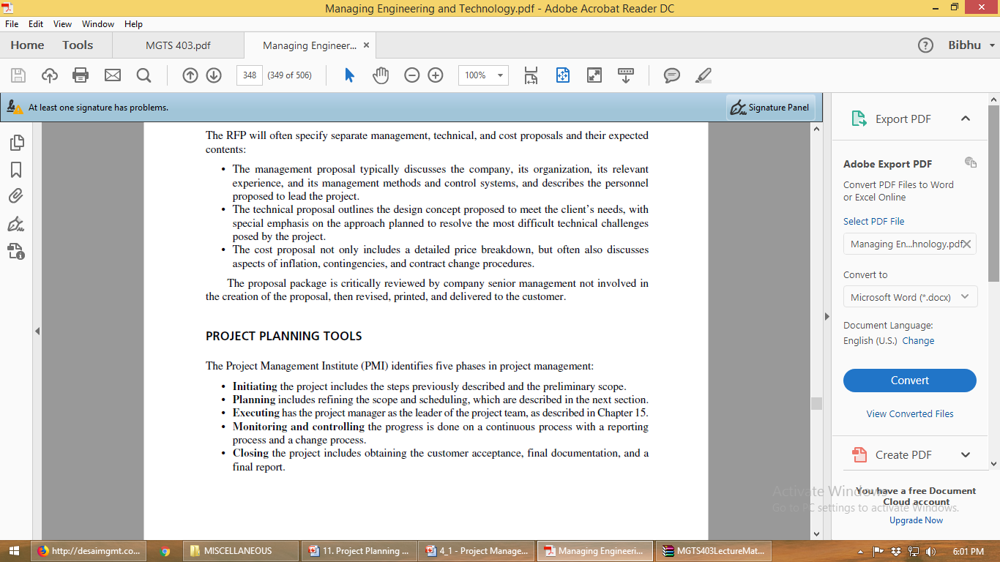 Managing Engineering and Technology.pdf - Adobe Acrobat Reader DC
File Edit View Window Help
Home Tools MGTS 403.pdf Managing Engineer... × Bibhu
348 (349 of 506) 100%
At least one signature has problems. Signature Panel
The RFP will often specify separate management, technical, and cost proposals and their expected
contents:
• The management proposal typically discusses the company, its organization, its relevant
experience, and its management methods and control systems, and describes the personnel
proposed to lead the project.
• The technical proposal outlines the design concept proposed to meet the client's needs, with
special emphasis on the approach planned to resolve the most difficult technical challenges
posed by the project.
• The cost proposal not only includes a detailed price breakdown, but often also discusses
aspects of inflation, contingencies, and contract change procedures.
The proposal package is critically reviewed by company senior management not involved in
the creation of the proposal, then revised, printed, and delivered to the customer.
PROJECT PLANNING TOOLS
The Project Management Institute (PMI) identifies five phases in project management:
• Initiating the project includes the steps previously described and the preliminary scope.
• Planning includes refining the scope and scheduling, which are described in the next section.
• Executing has the project manager as the leader of the project team, as described in Chapter 15.
• Monitoring and controlling the progress is done on a continuous process with a reporting
process and a change process.
• Closing the project includes obtaining the customer acceptance, final documentation, and a
final report.
Export PDF
Adobe Export PDF
Convert PDF Files to Word
or Excel Online
Select PDF File
Managing En...hnology.pdf
Convert to
Microsoft Word (*.docx)
Document Language:
English (U.S.) Change
Convert
View Converted Files
Create PDF
You have a free Document
Cloud account
Upgrade Now
Activate Windows
Go to PC settings to activate Windows.
http://desaimgmt.co... MISCELLANEOUS 11. Project Planning ... 4_1 - Project Manage... Managing Engineeri... MGTS403LectureMat... 6:01 PM